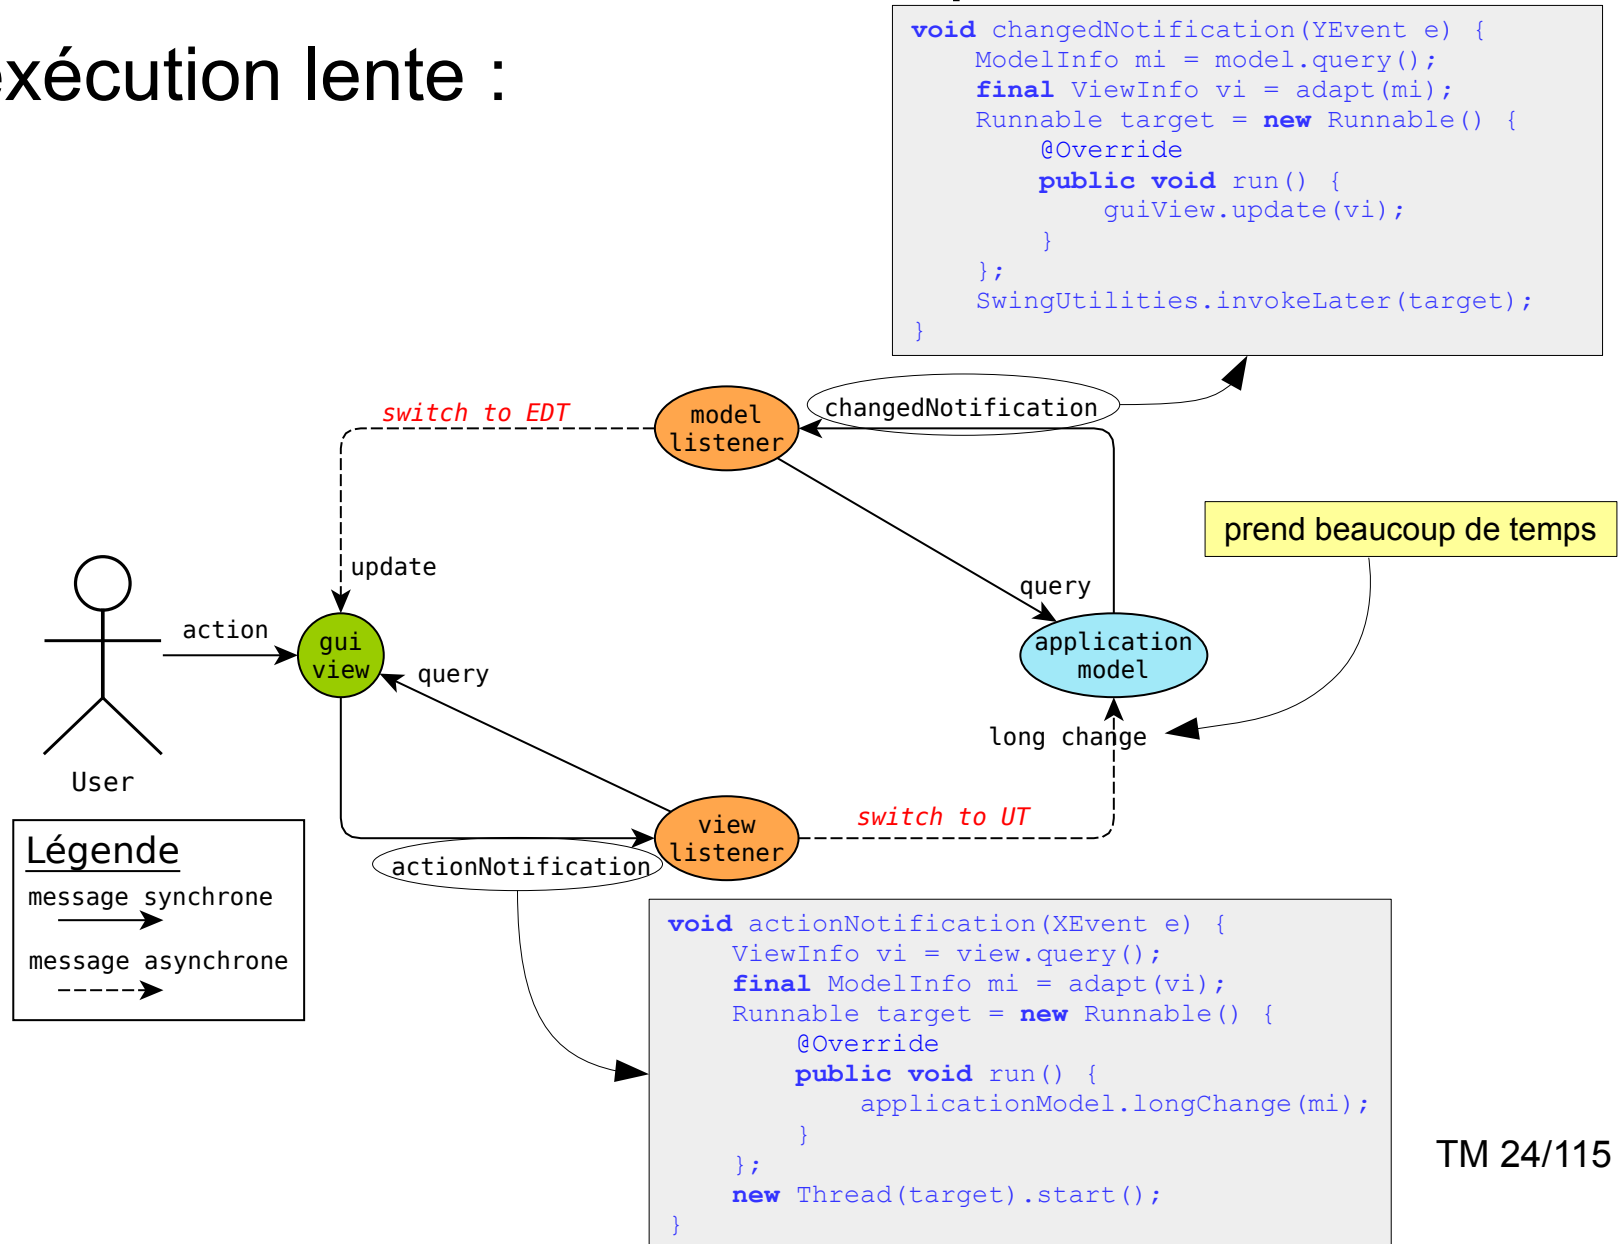 exécution lente :
void changedNotification(YEvent e) {
    ModelInfo mi = model.query();
    final ViewInfo vi = adapt(mi);
    Runnable target = new Runnable() {
        @Override
        public void run() {
            guiView.update(vi);
        }
    };
    SwingUtilities.invokeLater(target);
}
switch to EDT
model
listener
changedNotification
prend beaucoup de temps
update
query
action
gui
view
query
application
model
long change
User
switch to UT
view
listener
actionNotification
Légende
message synchrone
message asynchrone
void actionNotification(XEvent e) {
    ViewInfo vi = view.query();
    final ModelInfo mi = adapt(vi);
    Runnable target = new Runnable() {
        @Override
        public void run() {
            applicationModel.longChange(mi);
        }
    };
    new Thread(target).start();
}
TM 24/115